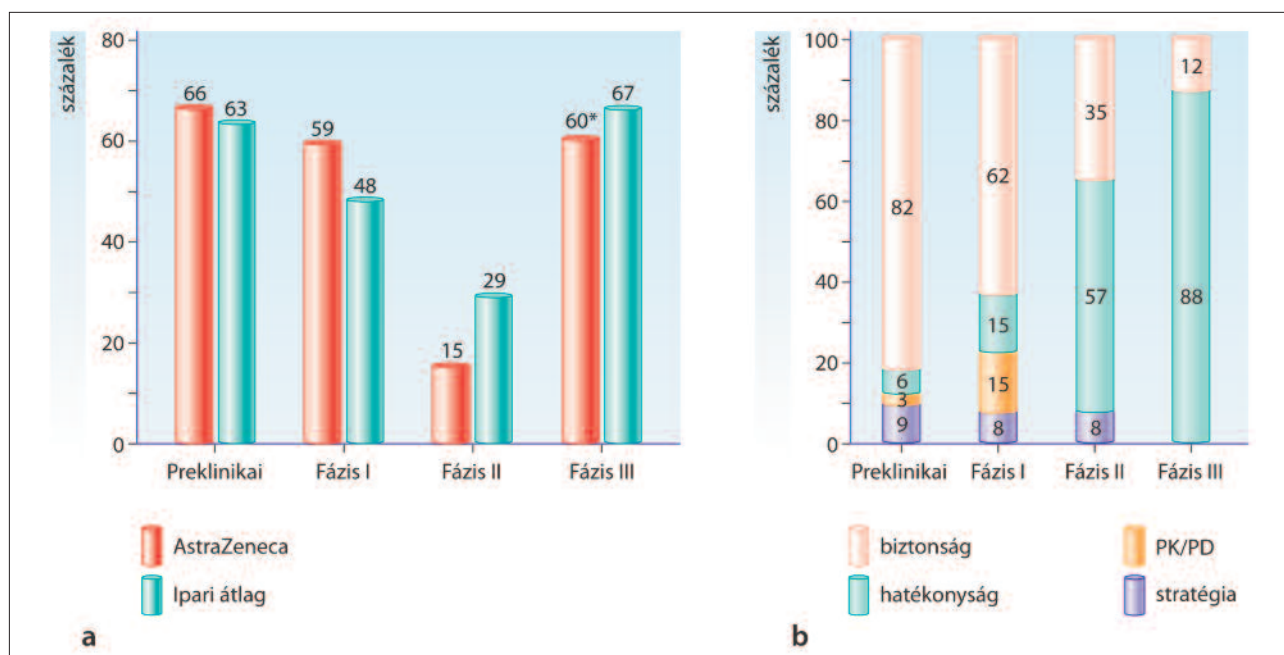 százalék
80
60
40
20
0
66
63
59
48
15
29
60*
67
Preklinikai
Fázis I
Fázis II
Fázis III
AstraZeneca
Ipari átlag
a
százalék
100
80
60
40
20
0
82
6
3
9
62
15
15
8
35
57
8
12
88
Preklinikai
Fázis I
Fázis II
Fázis III
biztonság
PK/PD
hatékonyság
stratégia
b